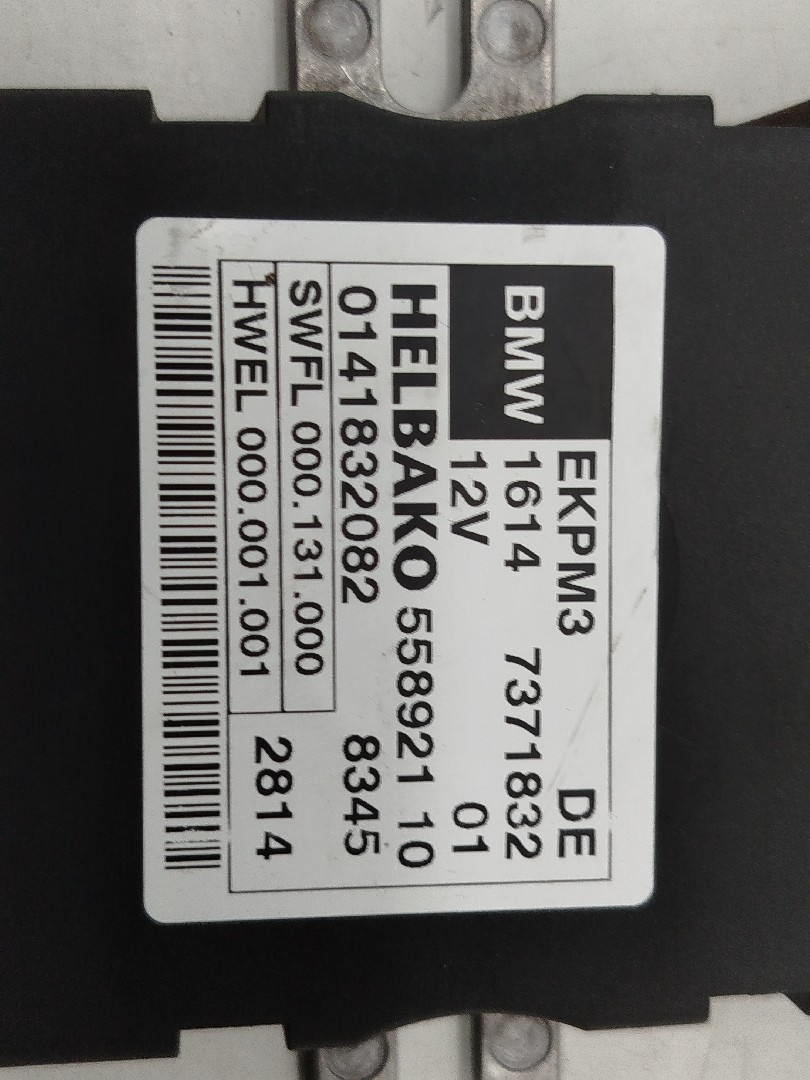 EKPM3 DE
BMW 1614 7371832
12V 01
HELBAKO 558921 10
0141832082 8345
SWFL 000.131.000
HWEL 000.001.001 2814